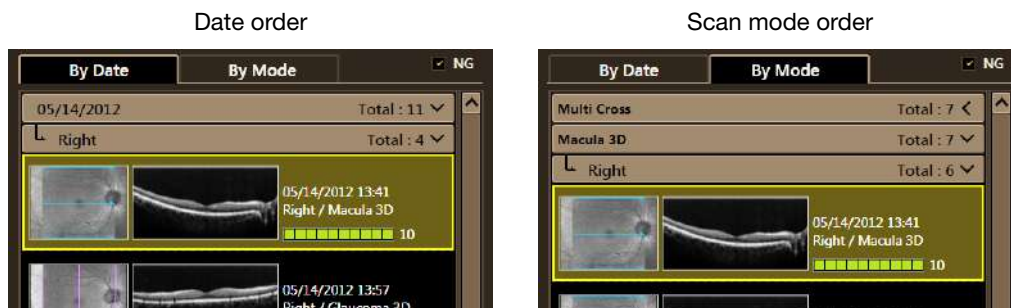 Date order
By Date By Mode NG
05/14/2012 Total : 11
Right Total : 4
05/14/2012 13:41
Right / Macula 3D
10
05/14/2012 13:57
Right / Glaucoma 3D
Scan mode order
By Date By Mode NG
Multi Cross Total : 7
Macula 3D Total : 7
Right Total : 6
05/14/2012 13:41
Right / Macula 3D
10